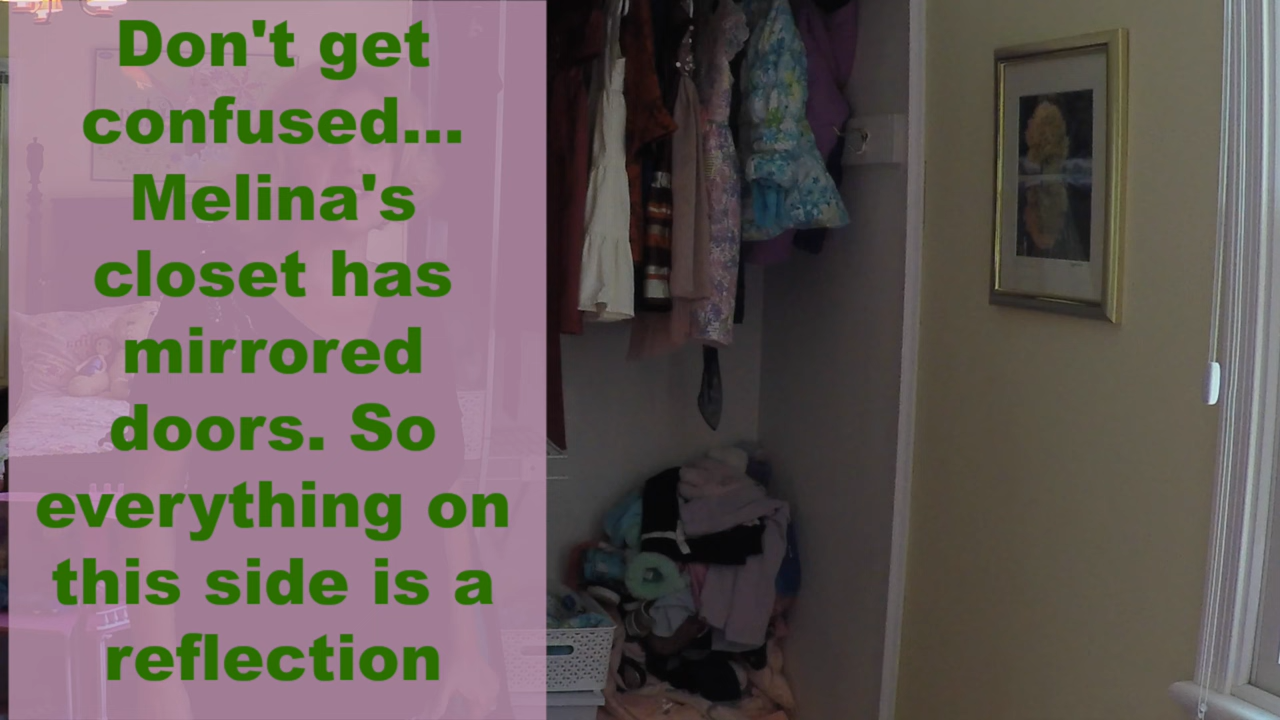 Don't get
confused...
Melina's
closet has
mirrored
doors. So
everything on
this side is a
reflection